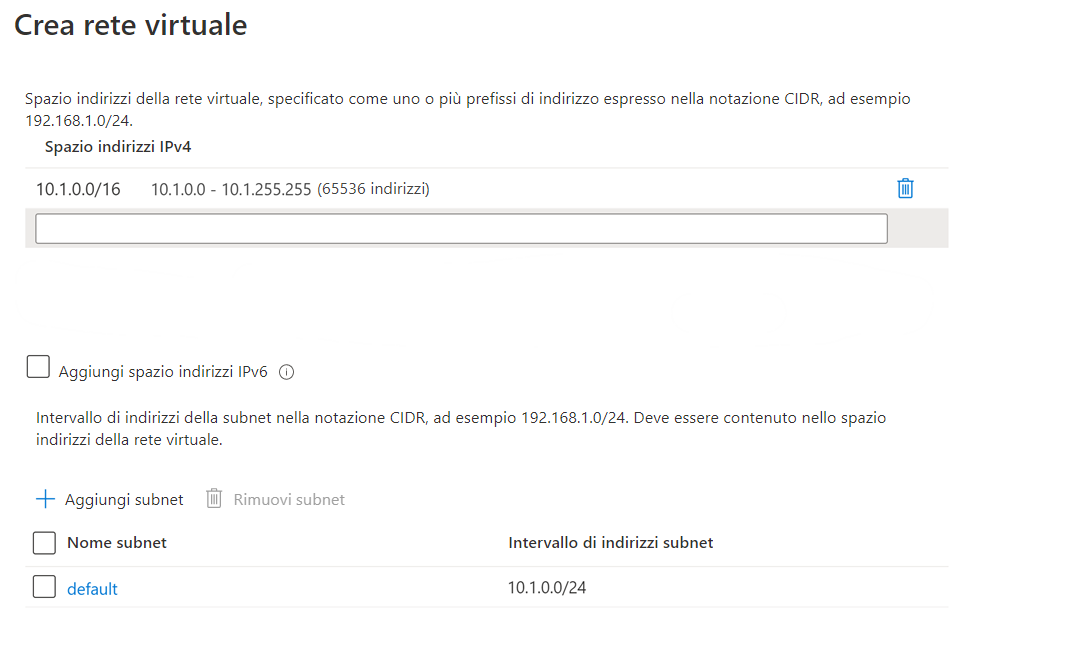 Crea rete virtuale
Spazio indirizzi della rete virtuale, specificato come uno o più prefissi di indirizzo espresso nella notazione CIDR, ad esempio
192.168.1.0/24.
Spazio indirizzi IPv4
10.1.0.0/16 10.1.0.0 - 10.1.255.255 (65536 indirizzi)
Aggiungi spazio indirizzi IPv6
Intervallo di indirizzi della subnet nella notazione CIDR, ad esempio 192.168.1.0/24. Deve essere contenuto nello spazio
indirizzi della rete virtuale.
Aggiungi subnet Rimuovi subnet
Nome subnet Intervallo di indirizzi subnet
default 10.1.0.0/24